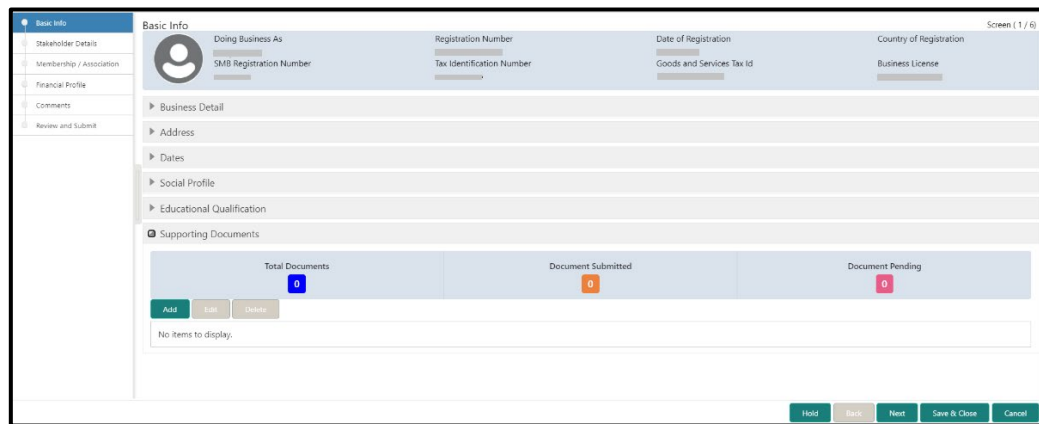 Basic Info
Stakeholder Details
Membership / Association
Financial Profile
Comments
Review and Submit
Basic Info
Screen ( 1 / 6)
Doing Business As
Registration Number
Date of Registration
Country of Registration
SMB Registration Number
Tax Identification Number
Goods and Services Tax Id
Business License
Business Detail
Address
Dates
Social Profile
Educational Qualification
Supporting Documents
Total Documents
Document Submitted
Document Pending
0
0
0
Add
Edit
Delete
No items to display.
Hold
Back
Next
Save & Close
Cancel